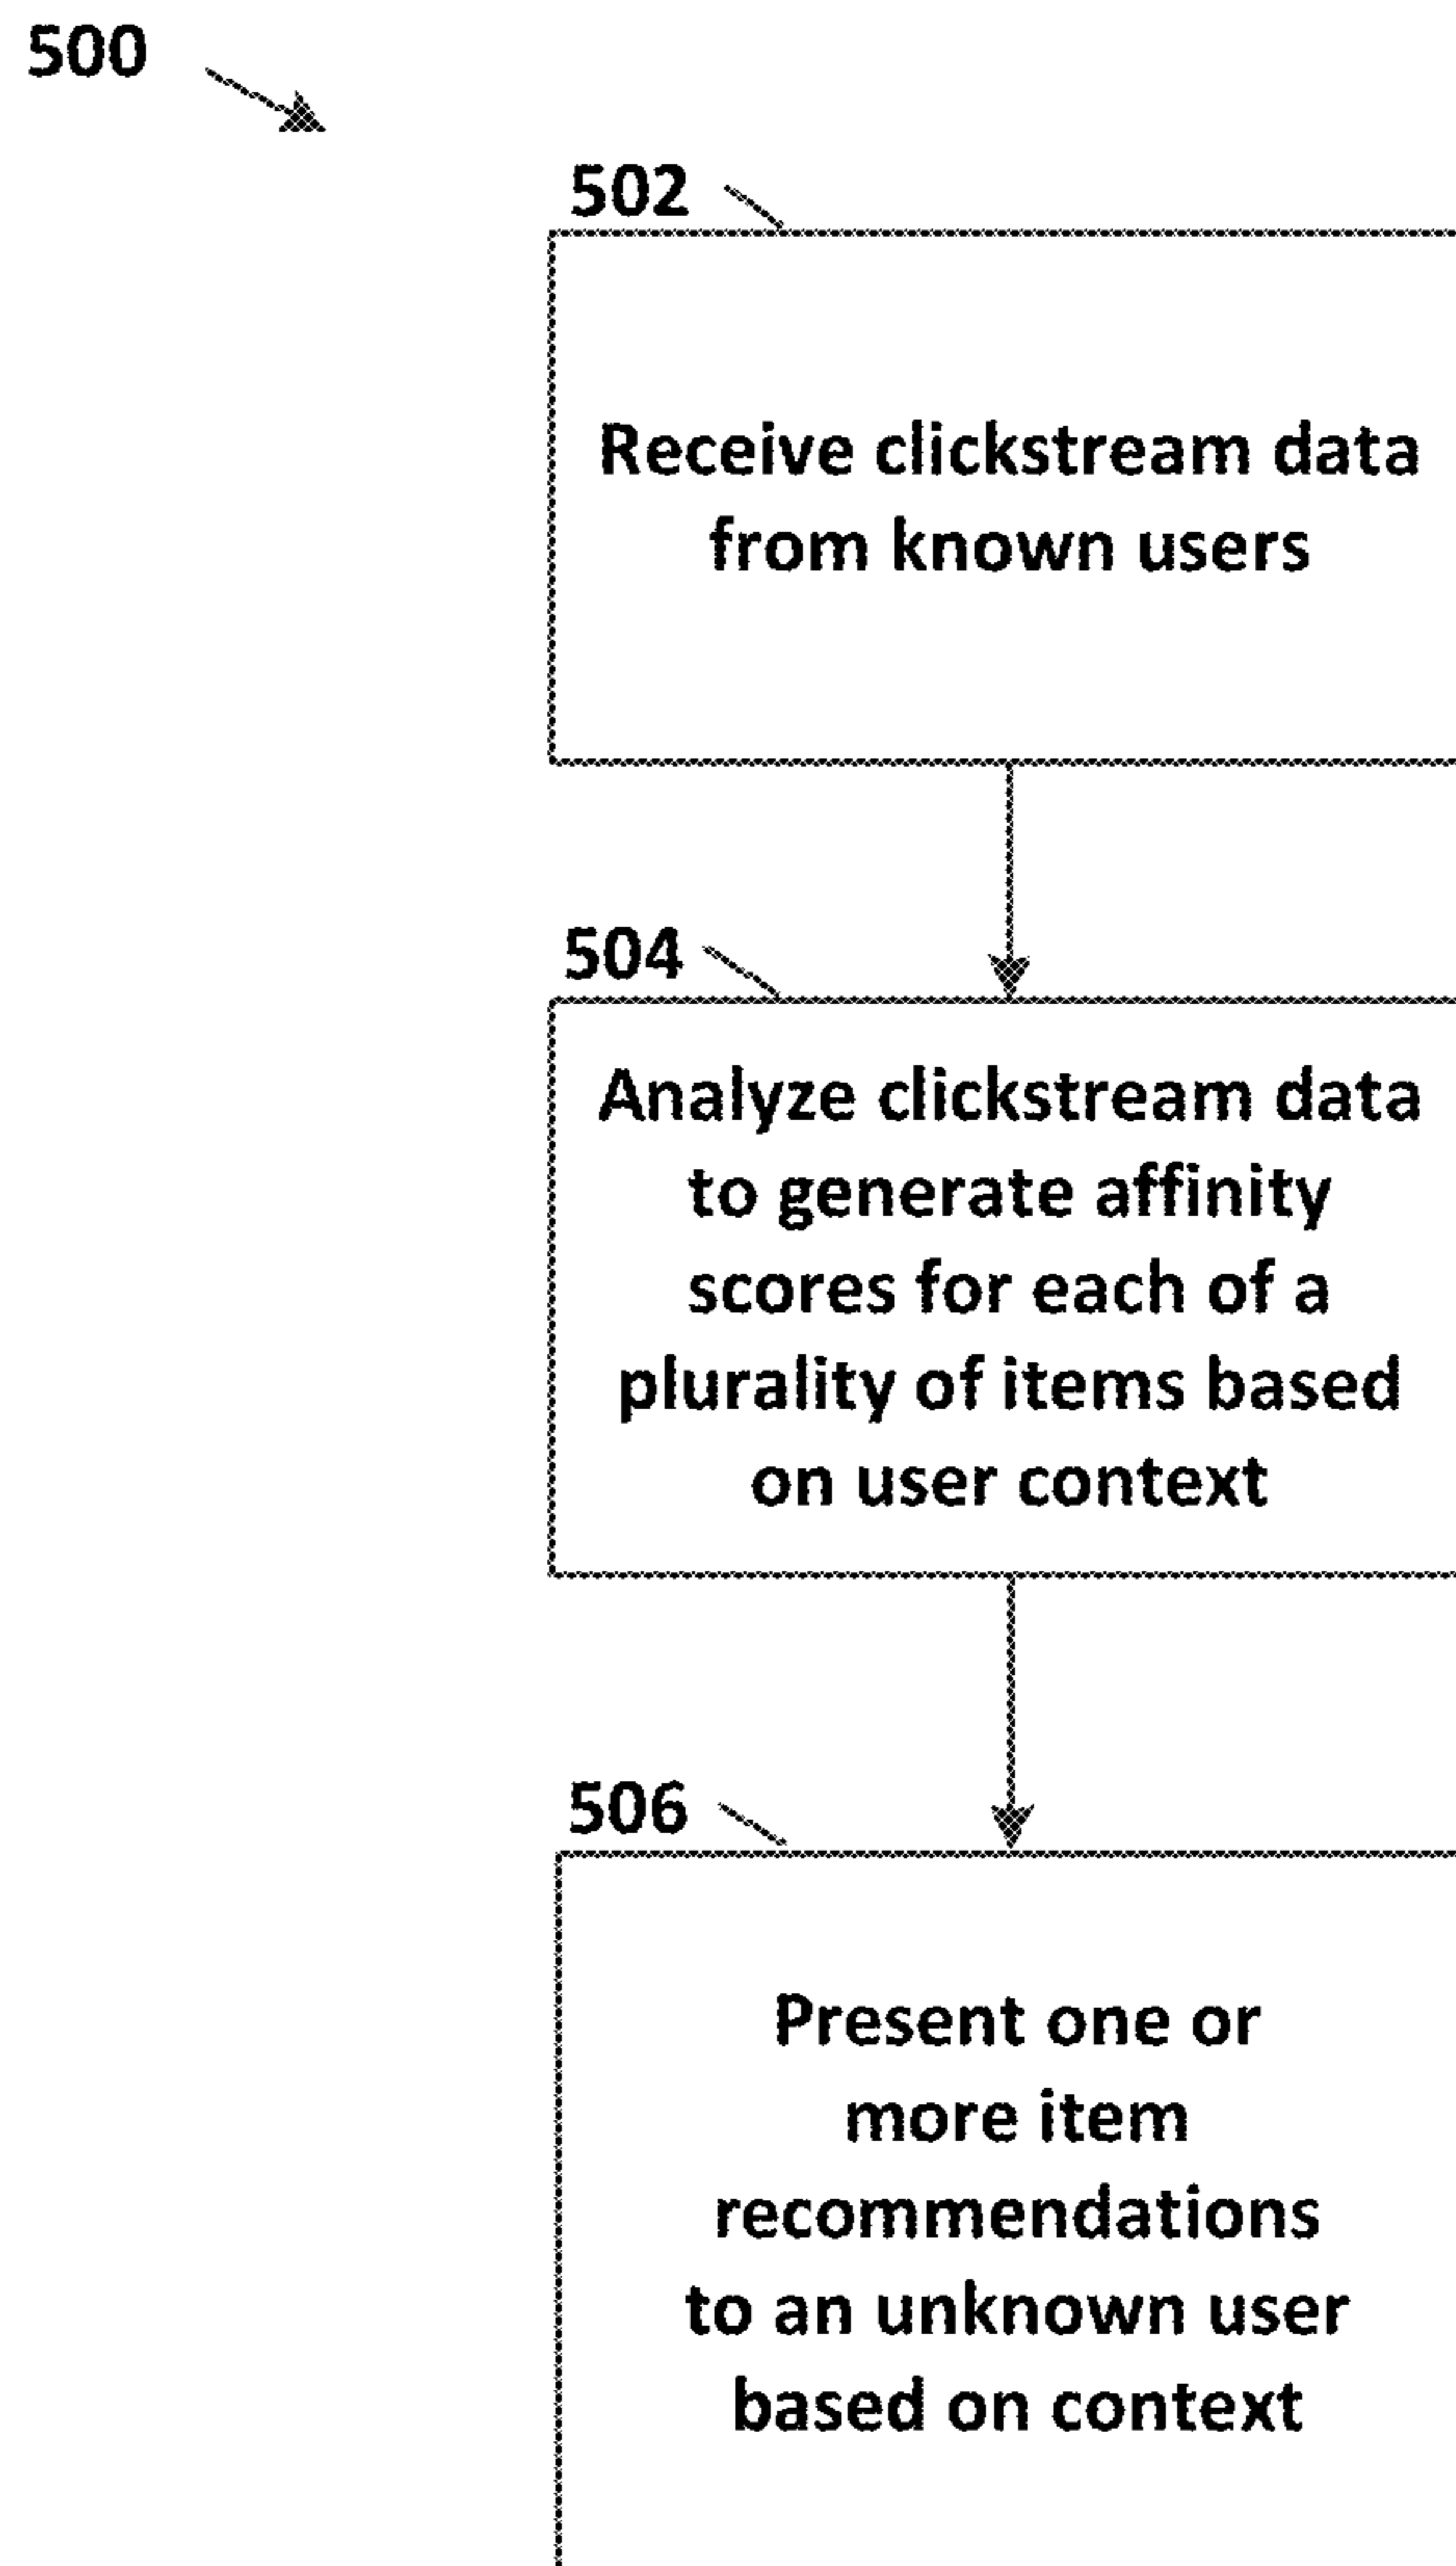 500
502
Receive clickstream data
from known users
504
Analyze clickstream data
to generate affinity
scores for each of a
plurality of items based
on user context
506
Present one or
more item
recommendations
to an unknown user
based on context